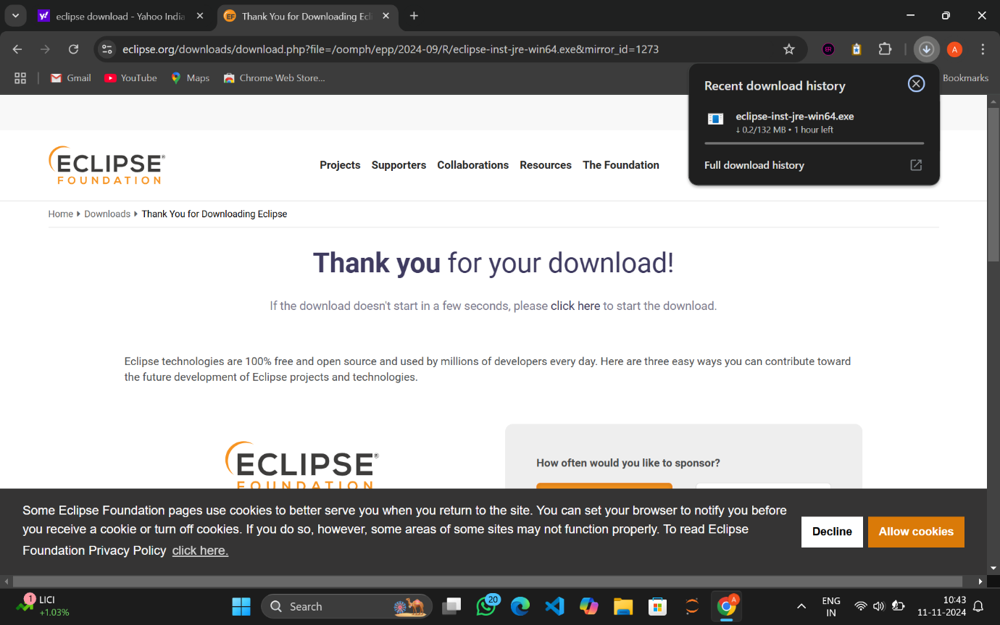 eclipse download - Yahoo India
Thank You for Downloading Ecli
eclipse.org/downloads/download.php?file=/oomph/epp/2024-09/R/eclipse-inst-jre-win64.exe&mirror_id=1273
A
Gmail
YouTube
Maps
Chrome Web Store...
Bookmarks
Recent download history
eclipse-inst-jre-win64.exe
↓ 0.2/132 MB • 1 hour left
Full download history
ECLIPSE®
FOUNDATION
Projects
Supporters
Collaborations
Resources
The Foundation
Home
Downloads
Thank You for Downloading Eclipse
Thank you for your download!
If the download doesn't start in a few seconds, please click here to start the download.
Eclipse technologies are 100% free and open source and used by millions of developers every day. Here are three easy ways you can contribute toward
the future development of Eclipse projects and technologies.
ECLIPSE®
FOUNDATION
How often would you like to sponsor?
Some Eclipse Foundation pages use cookies to better serve you when you return to the site. You can set your browser to notify you before
you receive a cookie or turn off cookies. If you do so, however, some areas of some sites may not function properly. To read Eclipse
Foundation Privacy Policy click here.
Decline
Allow cookies
1
LICI
+1.03%
Search
20
A
ENG
IN
10:43
11-11-2024